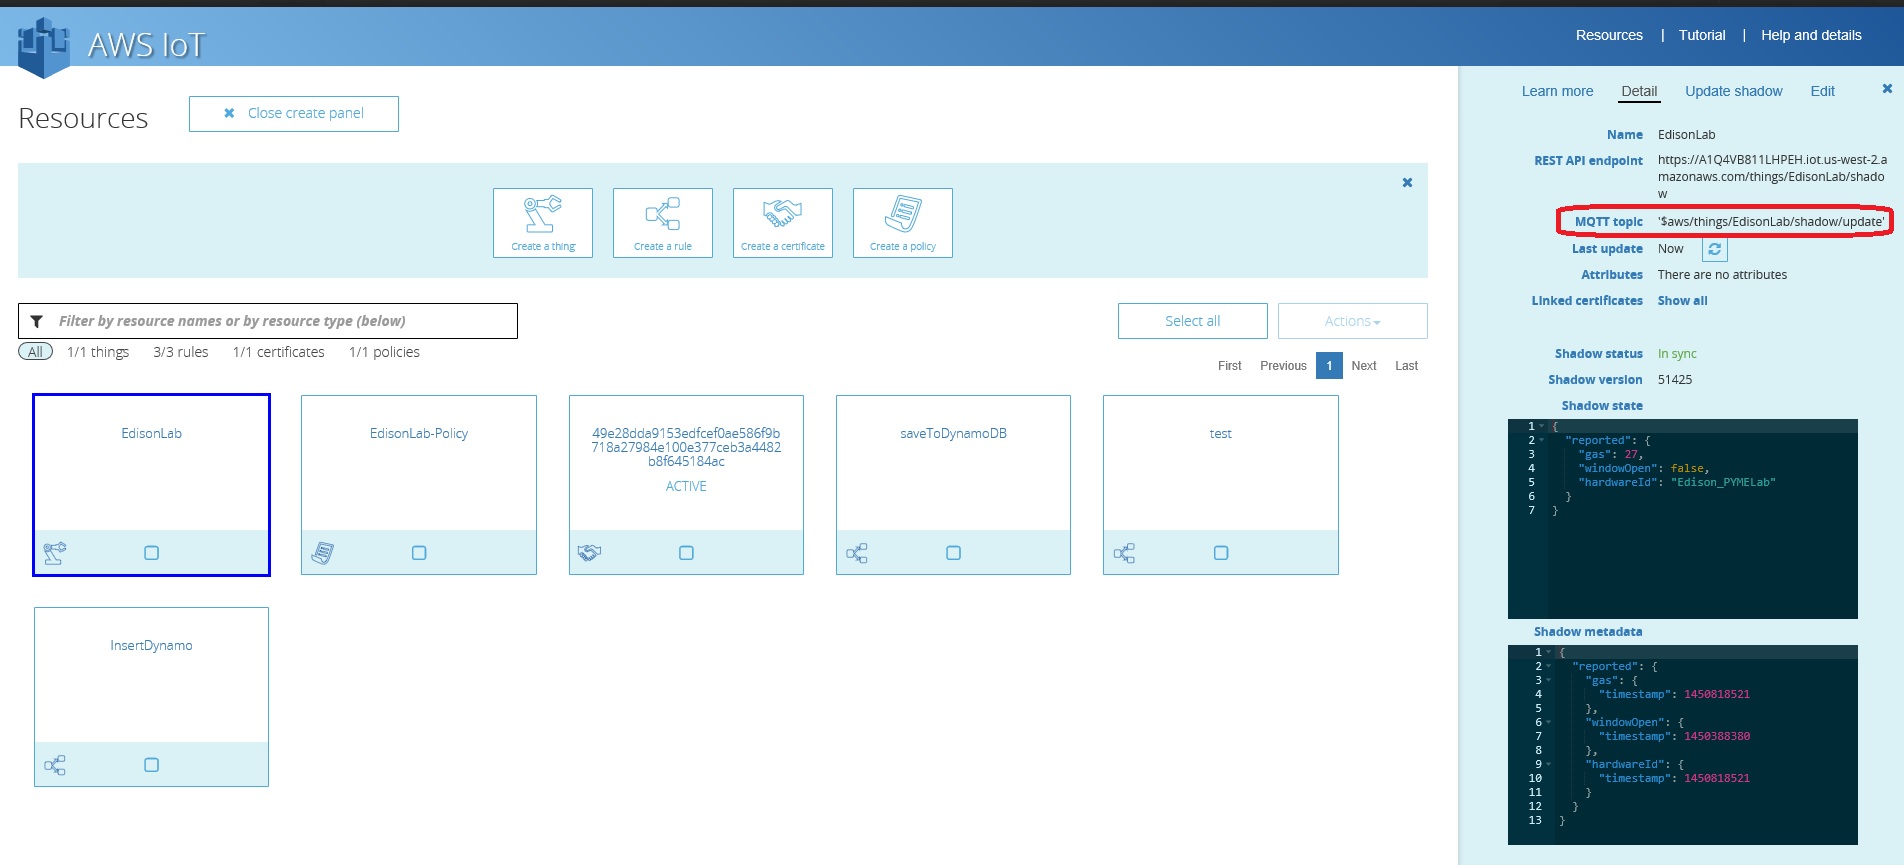 AWS IoT
Resources | Tutorial | Help and details
Resources
Close create panel
Create a thing
Create a rule
Create a certificate
Create a policy
Filter by resource names or by resource type (below)
Select all
Actions
All 1/1 things 3/3 rules 1/1 certificates 1/1 policies
First Previous 1 Next Last
EdisonLab
EdisonLab-Policy
49e28dda9153edfcef0ae586f9b
718a27984e100e377ceb3a4482
b8f645184ac
ACTIVE
saveToDynamoDB
test
InsertDynamo
Learn more Detail Update shadow Edit
Name EdisonLab
REST API endpoint https://A1Q4VB811LHPEH.iot.us-west-2.a
mazonaws.com/things/EdisonLab/shado
w
MQTT topic '$aws/things/EdisonLab/shadow/update'
Last update Now
Attributes There are no attributes
Linked certificates Show all
Shadow status In sync
Shadow version 51425
Shadow state
1 {
2 "reported": {
3 "gas": 27,
4 "windowOpen": false,
5 "hardwareId": "Edison_PYMELab"
6 }
7 }
Shadow metadata
1 {
2 "reported": {
3 "gas": {
4 "timestamp": 1450818521
5 },
6 "windowOpen": {
7 "timestamp": 1450388380
8 },
9 "hardwareId": {
10 "timestamp": 1450818521
11 }
12 }
13 }